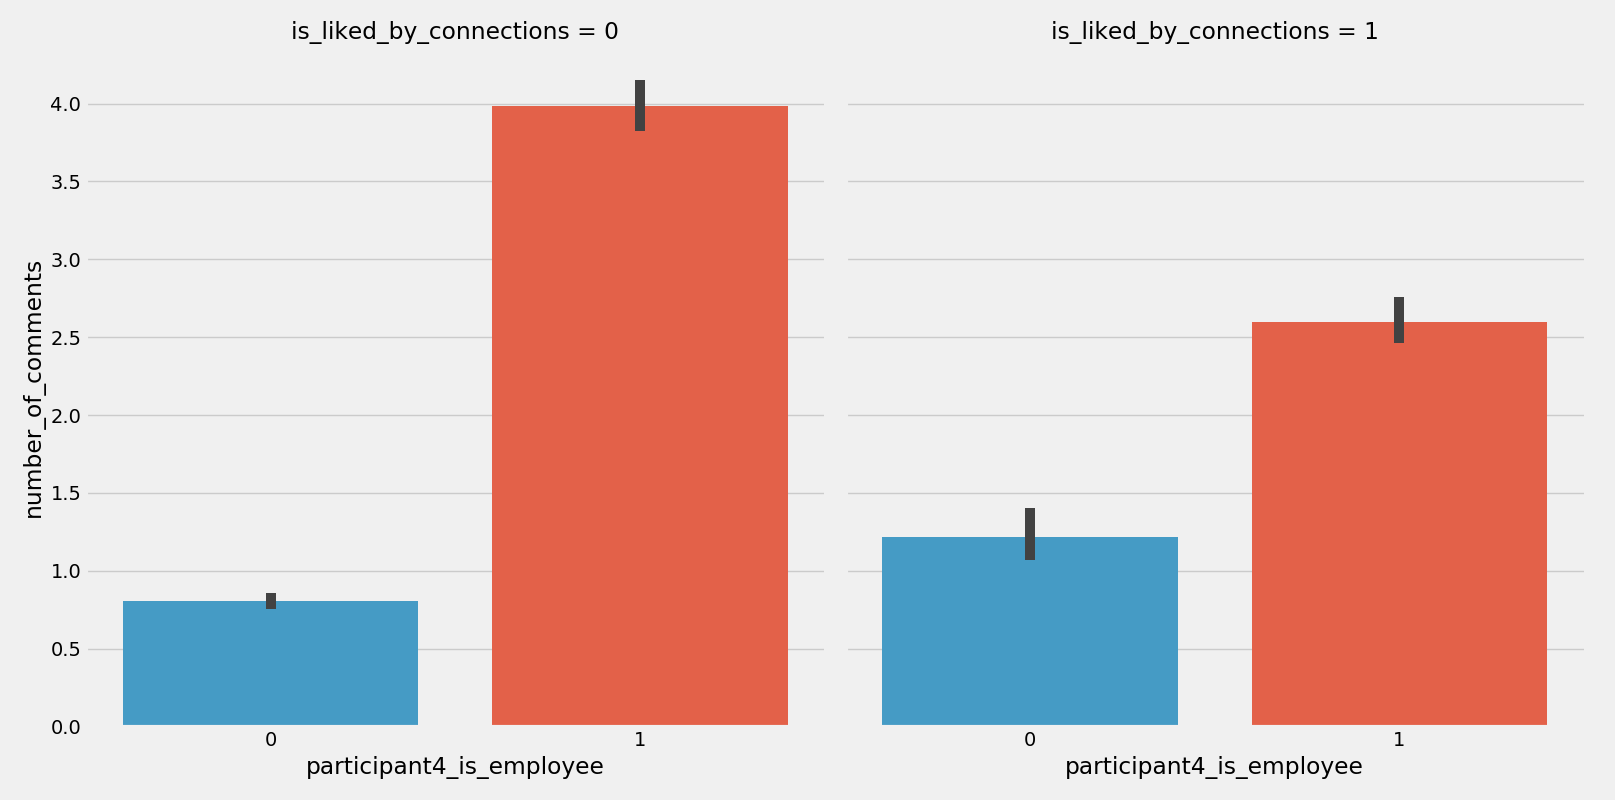 is_liked_by_connections = 0
is_liked_by_connections = 1
number_of_comments
4.0
3.5
3.0
2.5
2.0
1.5
1.0
0.5
0.0
0
1
0
1
participant4_is_employee
participant4_is_employee